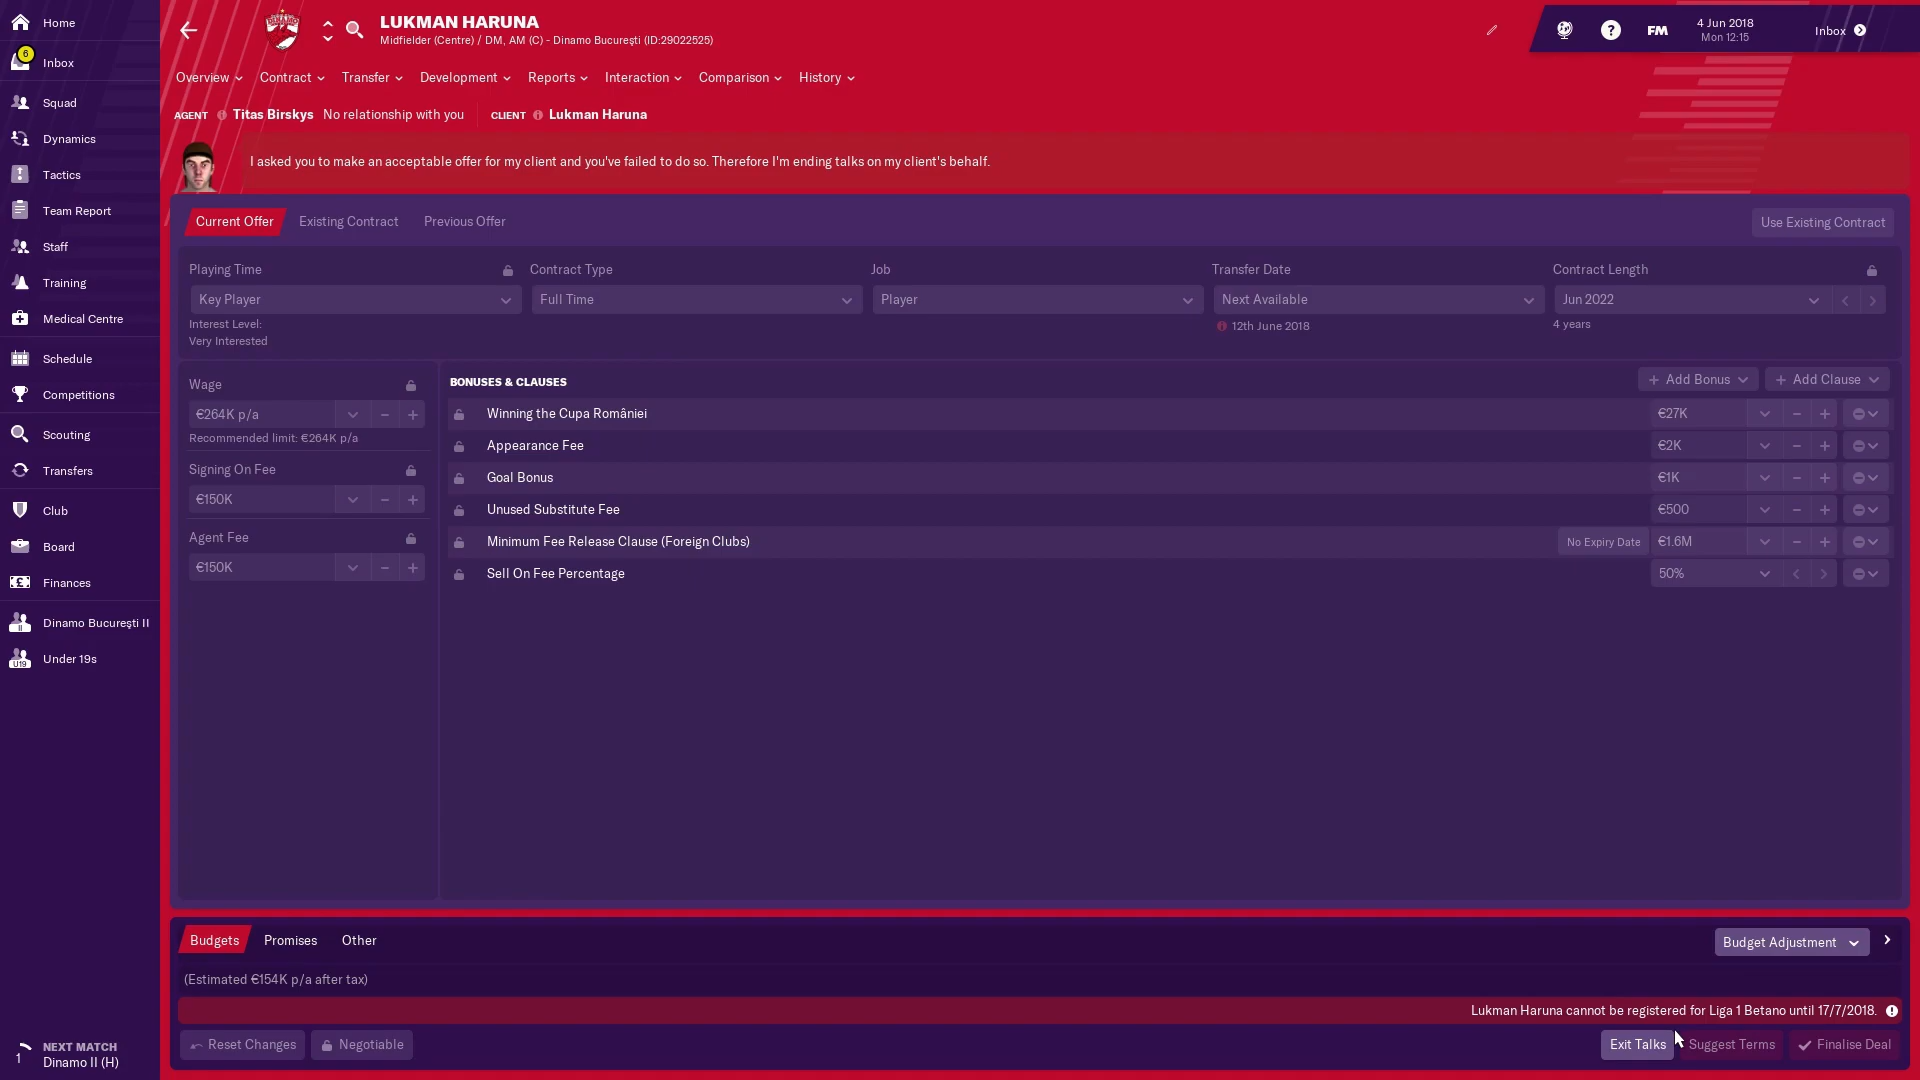 Home
6
Inbox
Squad
Dynamics
Tactics
Team Report
Staff
Training
Medical Centre
Schedule
Competitions
Scouting
Transfers
Club
Board
Finances
Dinamo Bucureşti II
U19
Under 19s
1
NEXT MATCH
Dinamo II (H)
LUKMAN HARUNA
Midfielder (Centre) / DM, AM (C) - Dinamo Bucureşti (ID:29022525)
FM
4 Jun 2018
Mon 12:15
Inbox
Overview Contract Transfer Development Reports Interaction Comparison History
AGENT Titas Birskys No relationship with you CLIENT Lukman Haruna
I asked you to make an acceptable offer for my client and you've failed to do so. Therefore I'm ending talks on my client's behalf.
Current Offer Existing Contract Previous Offer Use Existing Contract
Playing Time Contract Type Job Transfer Date Contract Length
Key Player Full Time Player Next Available Jun 2022
Interest Level: 12th June 2018 4 years
Very Interested
Wage
€264K p/a
Recommended limit: €264K p/a
Signing On Fee
€150K
Agent Fee
€150K
BONUSES & CLAUSES + Add Bonus + Add Clause
Winning the Cupa României €27K
Appearance Fee €2K
Goal Bonus €1K
Unused Substitute Fee €500
Minimum Fee Release Clause (Foreign Clubs) No Expiry Date €1.6M
Sell On Fee Percentage 50%
Budgets Promises Other Budget Adjustment
(Estimated €154K p/a after tax)
Lukman Haruna cannot be registered for Liga 1 Betano until 17/7/2018.
Reset Changes Negotiable Exit Talks Suggest Terms Finalise Deal